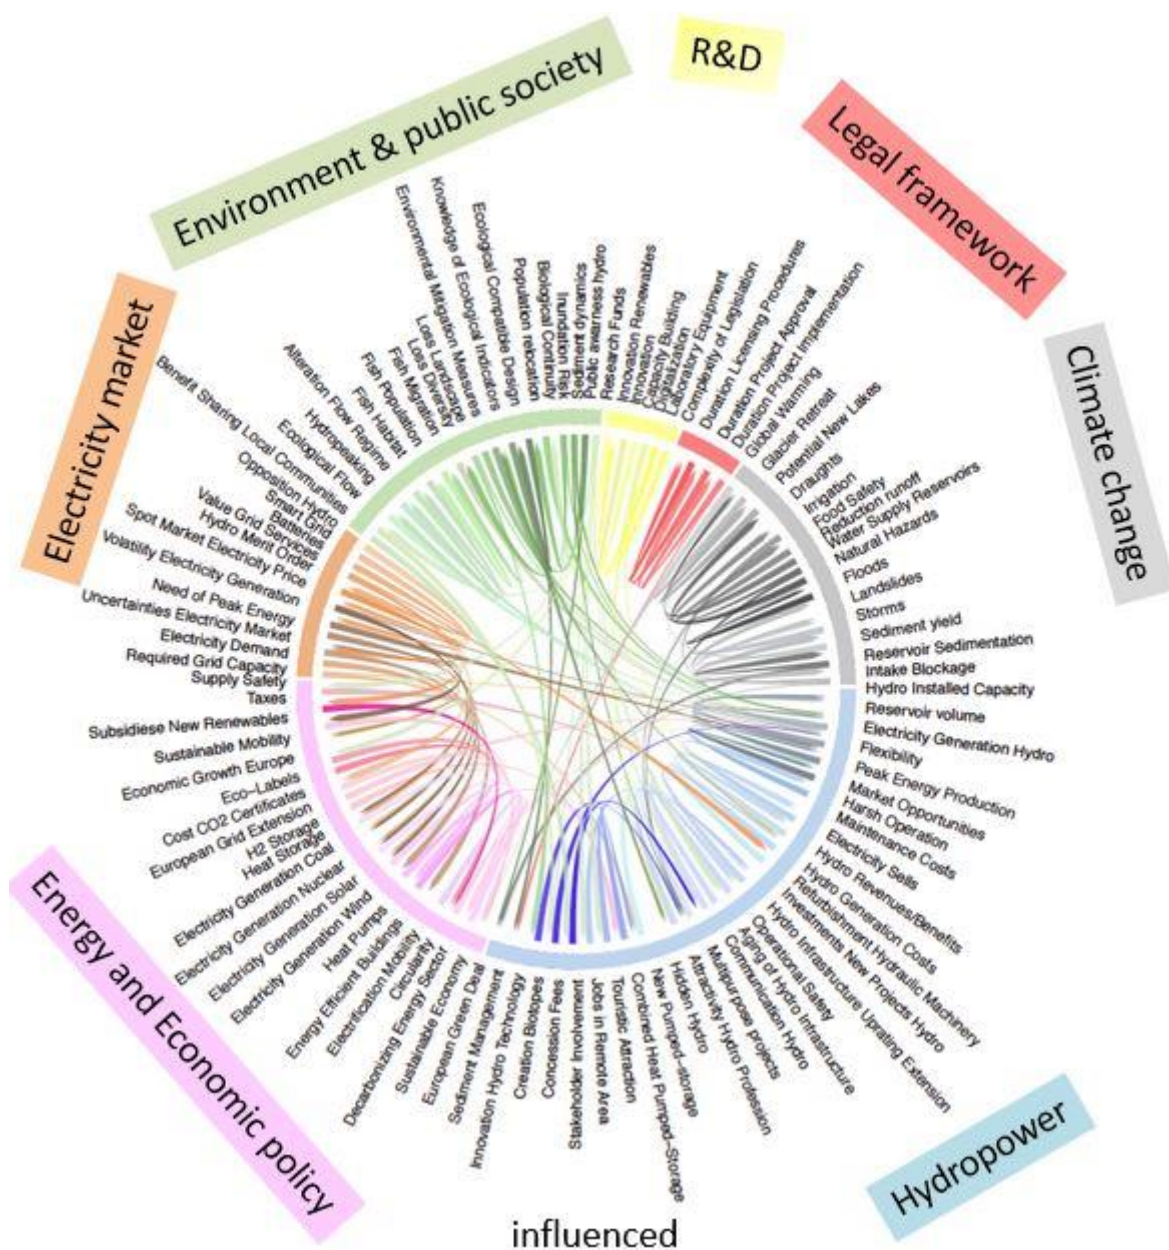 Environment & public society
R&D
Legal framework
Climate change
Hydropower
Energy and Economic policy
Electricity market
Benefit Sharing Local Communities
Ecological Flow
Hydropeaking
Alteration Flow Regime
Fish Habitat
Fish Population
Fish Migration
Loss Diversity
Loss Landscape
Environmental Mitigation Measures
Knowledge of Ecological Indicators
Ecological Compatible Design
Population relocation
Biological Continuity
Inundation Risk
Sediment dynamics
Public awarness hydro
Research Funds
Innovation Renewables
Innovation
Capacity Building
Digitalization
Laboratory Equipment
Complexity of Legislation
Duration Licensing Procedures
Duration Project Approval
Duration Project Implementation
Global Warming
Glacier Retreat
Potential New Lakes
Draughts
Irrigation
Food Safety
Reduction runoff
Water Supply Reservoirs
Natural Hazards
Floods
Landslides
Storms
Sediment yield
Reservoir Sedimentation
Intake Blockage
Hydro Installed Capacity
Reservoir volume
Electricity Generation Hydro
Flexibility
Peak Energy Production
Market Opportunities
Harsh Operation
Maintenance Costs
Electricity Sells
Hydro Revenues/Benefits
Hydro Generation Costs
Refurbishment Hydraulic Machinery
Investments New Projects Hydro
Hydro Infrastructure Uprating Extension
Operational Safety
Aging of Hydro Infrastructure
Communication Hydro
Multipurpose projects
Attractivity Hydro Profession
Hidden Hydro
New Pumped-storage
Combined Heat Pumped-Storage
Touristic Attraction
Jobs in Remote Area
Stakeholder Involvement
Concession Fees
Creation Biotopes
Innovation Hydro Technology
Sediment Management
European Green Deal
Sustainable Economy
Decarbonizing Energy Sector
Circularity
Electrification Mobility
Energy Efficient Buildings
Heat Pumps
Electricity Generation Wind
Electricity Generation Solar
Electricity Generation Nuclear
Electricity Generation Coal
Heat Storage
H2 Storage
European Grid Extension
Cost CO2 Certificates
Eco-Labels
Economic Growth Europe
Sustainable Mobility
Subsidiese New Renewables
Taxes
Supply Safety
Required Grid Capacity
Electricity Demand
Uncertainties Electricity Market
Need of Peak Energy
Volatility Electricity Generation
Spot Market Electricity Price
Hydro Merit Order
Value Grid Services
Batteries
Smart Grid
Opposition Hydro
influenced